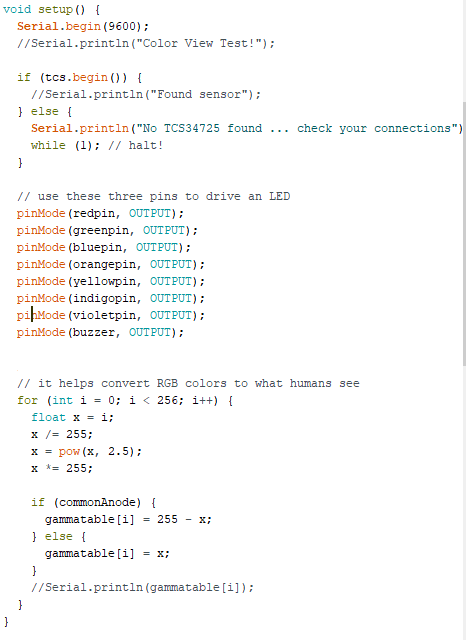 void setup() {
  Serial.begin(9600);
  //Serial.println("Color View Test!");

  if (tcs.begin()) {
    //Serial.println("Found sensor");
  } else {
    Serial.println("No TCS34725 found ... check your connections")
    while (1); // halt!
  }

  // use these three pins to drive an LED
  pinMode(redpin, OUTPUT);
  pinMode(greenpin, OUTPUT);
  pinMode(bluepin, OUTPUT);
  pinMode(orangepin, OUTPUT);
  pinMode(yellowpin, OUTPUT);
  pinMode(indigopin, OUTPUT);
  pinMode(violetpin, OUTPUT);
  pinMode(buzzer, OUTPUT);


  // it helps convert RGB colors to what humans see
  for (int i = 0; i < 256; i++) {
    float x = i;
    x /= 255;
    x = pow(x, 2.5);
    x *= 255;

    if (commonAnode) {
      gammatable[i] = 255 - x;
    } else {
      gammatable[i] = x;
    }
    //Serial.println(gammatable[i]);
  }
}